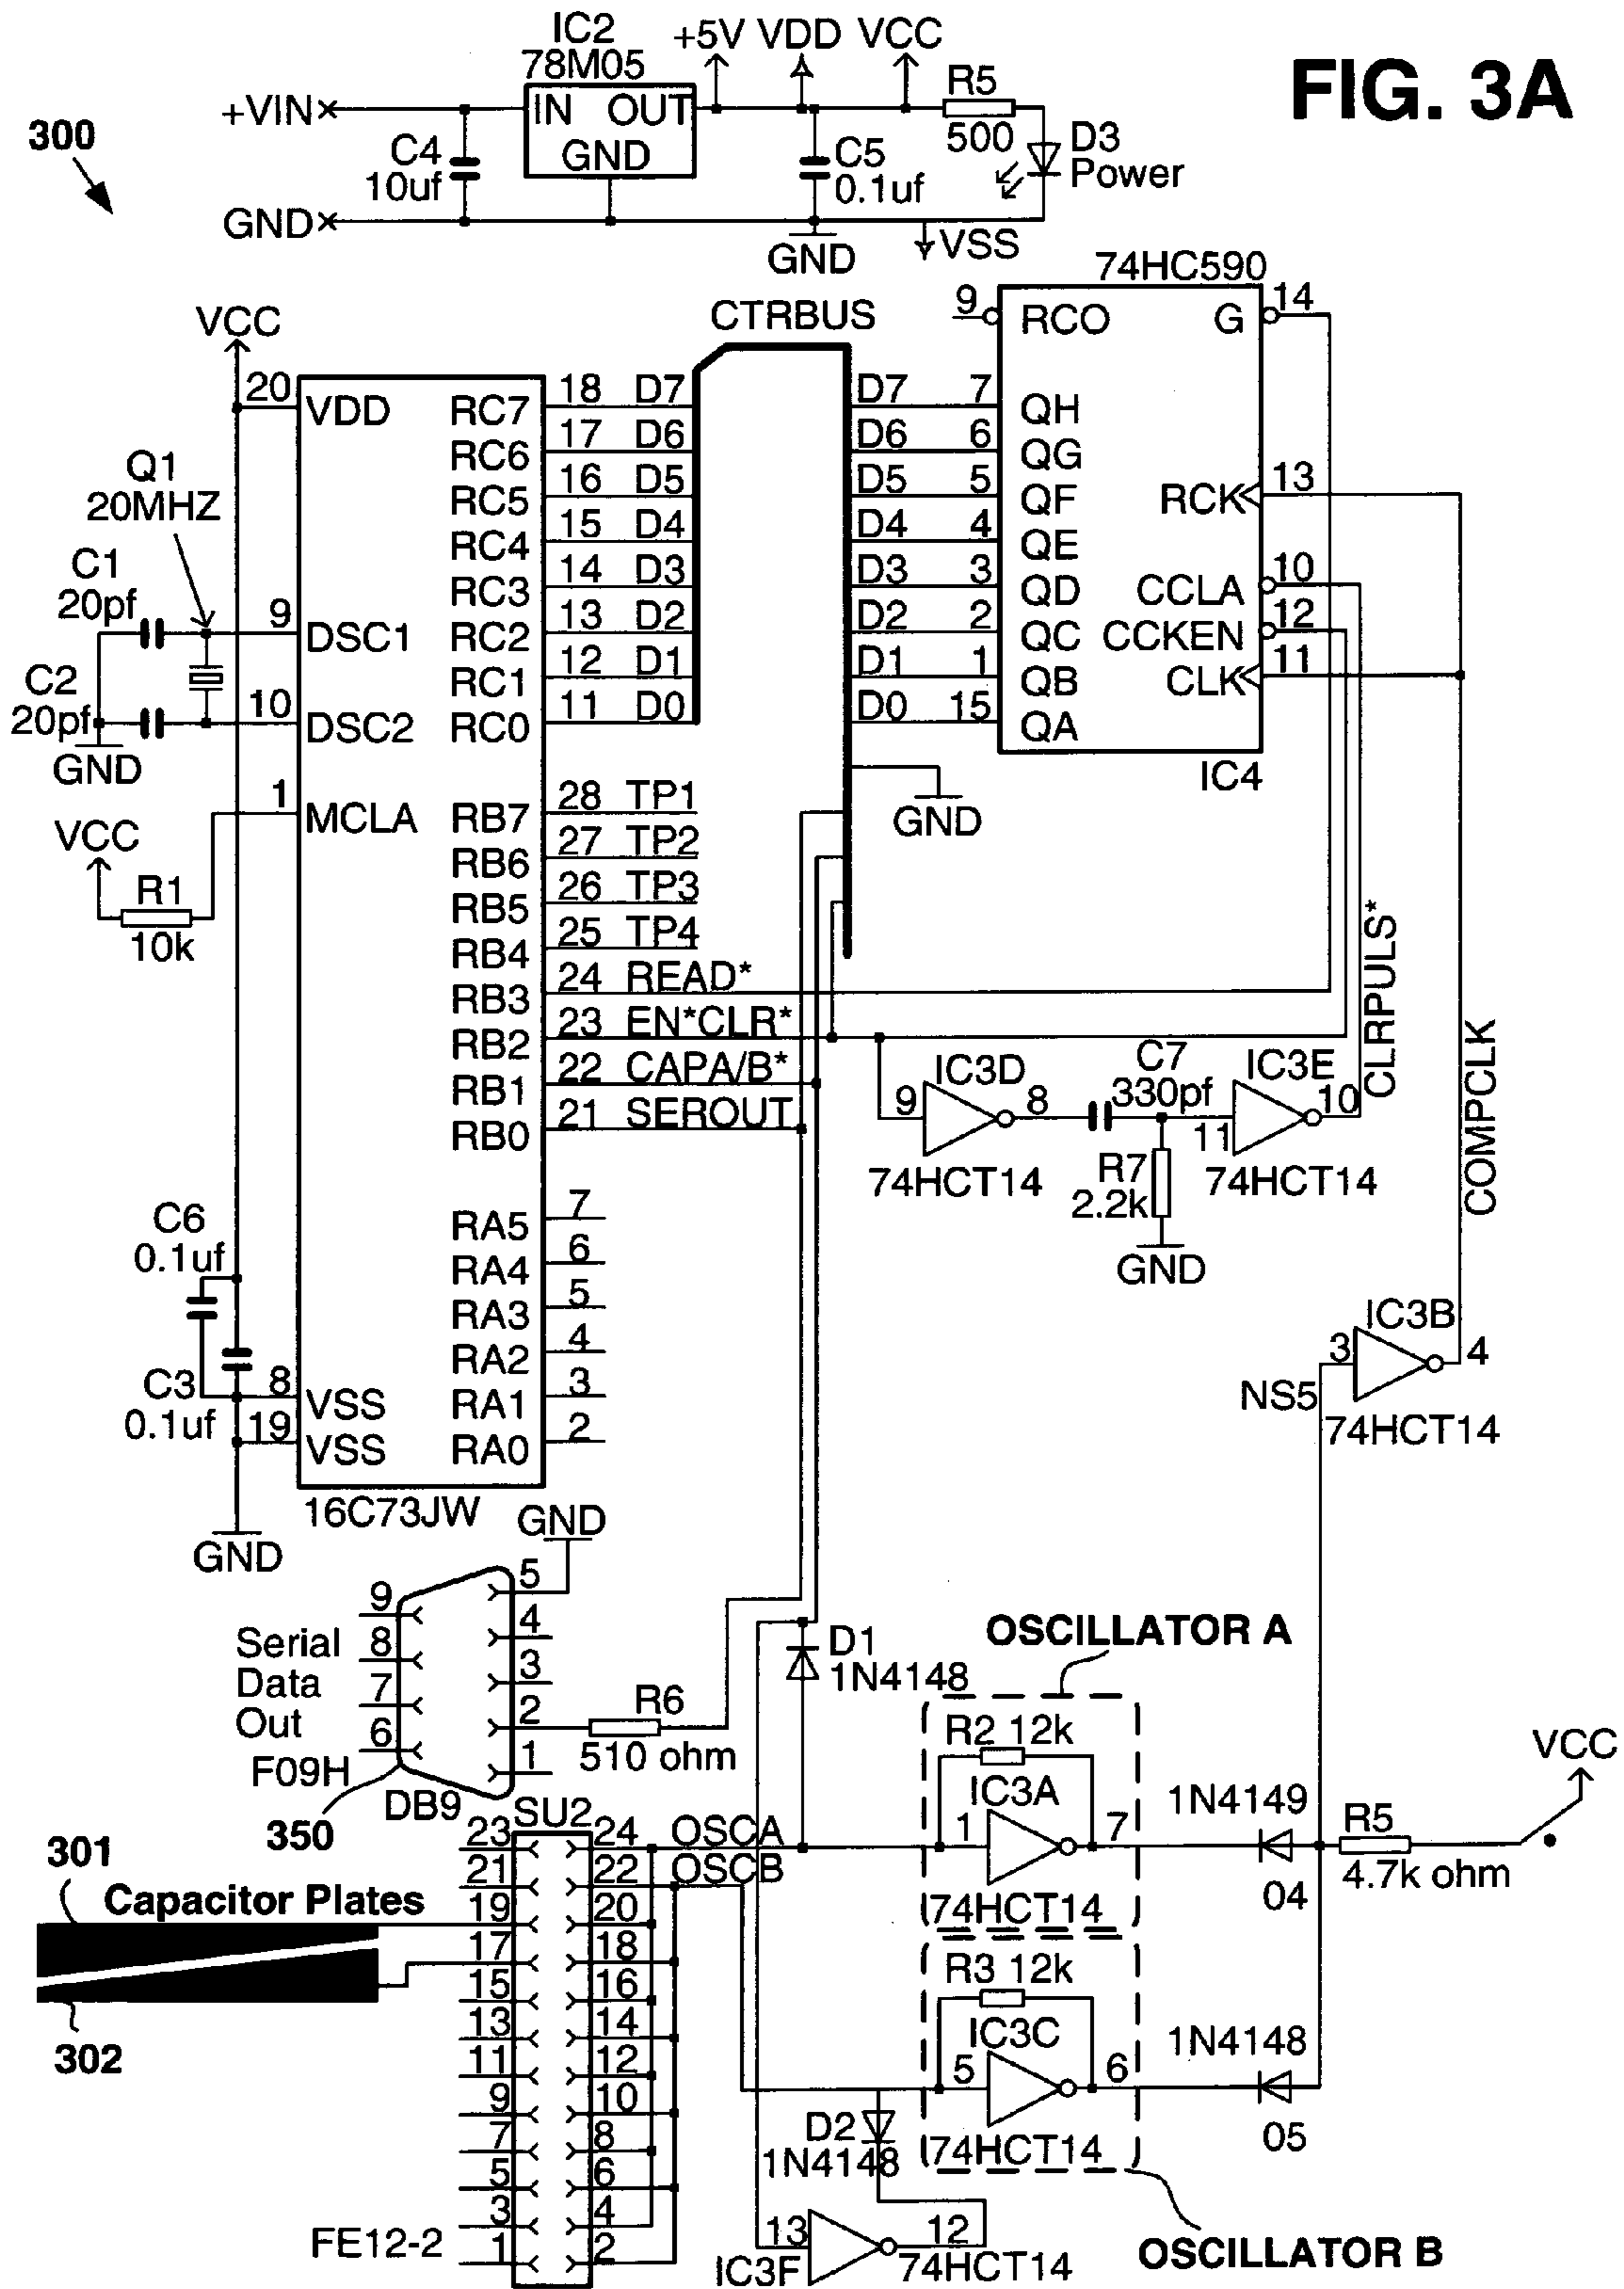 FIG. 3A
300
IC2
78M05
+5V VDD VCC
+VIN
IN OUT
GND
C4
10uf
C5
0.1uf
R5
500
D3
Power
GND
GND
VSS
VCC
CTRBUS
74HC590
20 VDD
Q1
20MHZ
C1
20pf
9 DSC1
C2
20pf
10 DSC2
GND
1 MCLA
VCC
R1
10k
C6
0.1uf
C3
0.1uf
8 VSS
19 VSS
GND
16C73JW
RC7 18 D7
RC6 17 D6
RC5 16 D5
RC4 15 D4
RC3 14 D3
RC2 13 D2
RC1 12 D1
RC0 11 D0
RB7 28 TP1
RB6 27 TP2
RB5 26 TP3
RB4 25 TP4
RB3 24 READ*
RB2 23 EN*CLR*
RB1 22 CAPA/B*
RB0 21 SEROUT
RA5 7
RA4 6
RA3 5
RA2 4
RA1 3
RA0 2
9 RCO G 14
D7 7 QH
D6 6 QG
D5 5 QF
D4 4 QE
D3 3 QD
D2 2 QC
D1 1 QB
D0 15 QA
RCK 13
CCLA 10
CCKEN 12
CLK 11
IC4
GND
CLRPULS*
COMPCLK
IC3D
9 8
74HCT14
C7
330pf
R7
2.2k
GND
IC3E
11 10
74HCT14
IC3B
3 4
NS5
74HCT14
GND
Serial
Data
Out
9
8
7
6
5
4
3
2
1
F09H
DB9
350
R6
510 ohm
D1
1N4148
OSCILLATOR A
R2 12k
IC3A
1 7
74HCT14
1N4149
04
R5
4.7k ohm
VCC
R3 12k
IC3C
5 6
74HCT14
1N4148
05
OSCILLATOR B
D2
1N4148
13 12
IC3F
74HCT14
SU2
OSCA
OSCB
23 24
21 22
19 20
17 18
15 16
13 14
11 12
9 10
7 8
5 6
3 4
1 2
FE12-2
301
Capacitor Plates
302